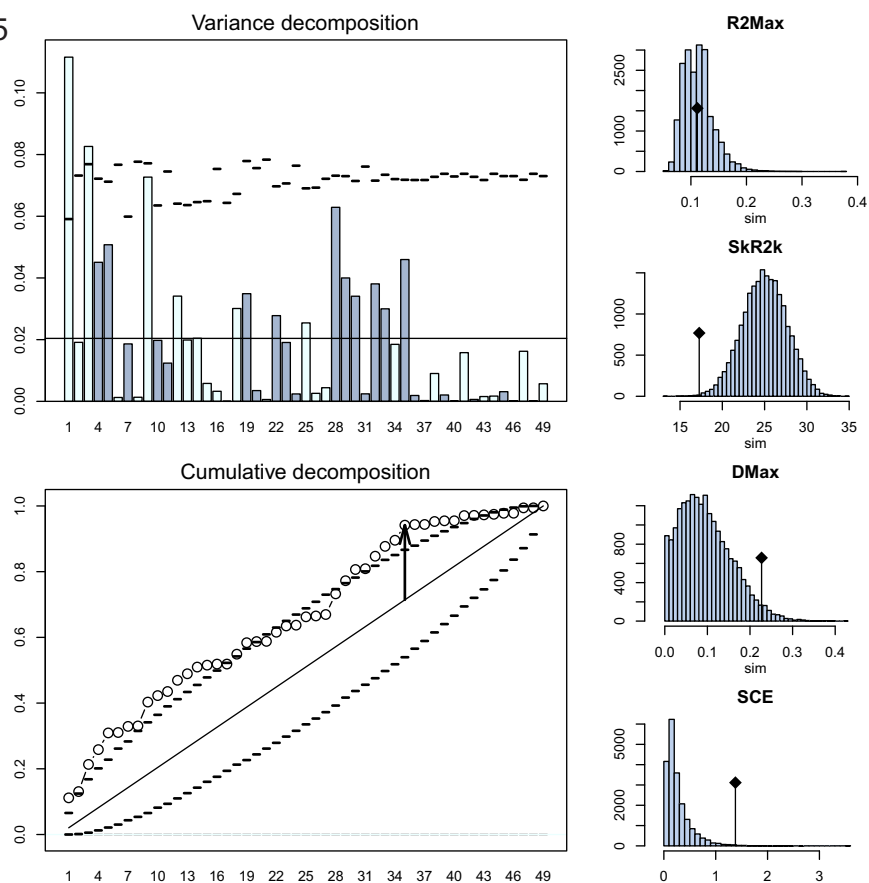 5
Variance decomposition
0.00 0.02 0.04 0.06 0.08 0.10
1 4 7 10 13 16 19 22 25 28 31 34 37 40 43 46 49
Cumulative decomposition
0.0 0.2 0.4 0.6 0.8 1.0
1 4 7 10 13 16 19 22 25 28 31 34 37 40 43 46 49
R2Max
0 1000 2500
0.1 0.2 0.3 0.4
sim
SkR2k
0 500 1000
15 20 25 30 35
sim
DMax
0 400 800
0.0 0.1 0.2 0.3 0.4
sim
SCE
0 2000 5000
0 1 2 3